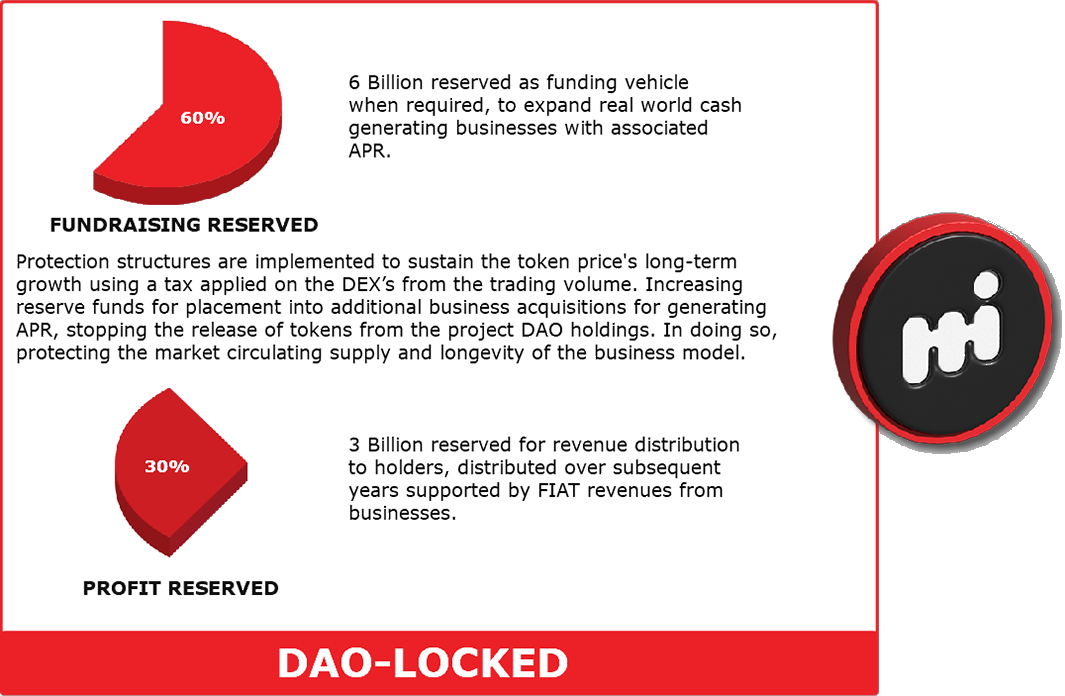 60%
6 Billion reserved as funding vehicle
when required, to expand real world cash
generating businesses with associated
APR.
FUNDRAISING RESERVED
Protection structures are implemented to sustain the token price's long-term
growth using a tax applied on the DEX’s from the trading volume. Increasing
reserve funds for placement into additional business acquisitions for generating
APR, stopping the release of tokens from the project DAO holdings. In doing so,
protecting the market circulating supply and longevity of the business model.
30%
3 Billion reserved for revenue distribution
to holders, distributed over subsequent
years supported by FIAT revenues from
businesses.
PROFIT RESERVED
DAO-LOCKED